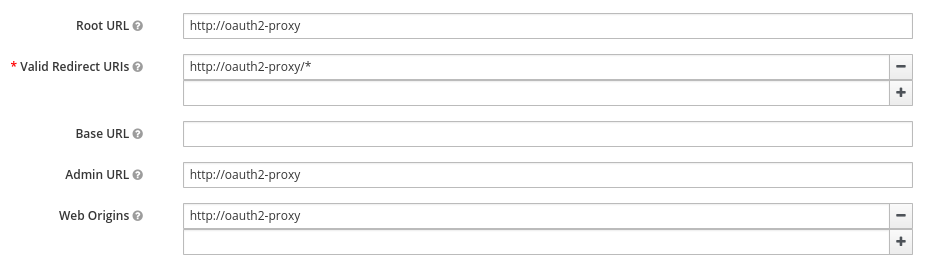 Root URL http://oauth2-proxy
* Valid Redirect URIs http://oauth2-proxy/*
Base URL
Admin URL http://oauth2-proxy
Web Origins http://oauth2-proxy